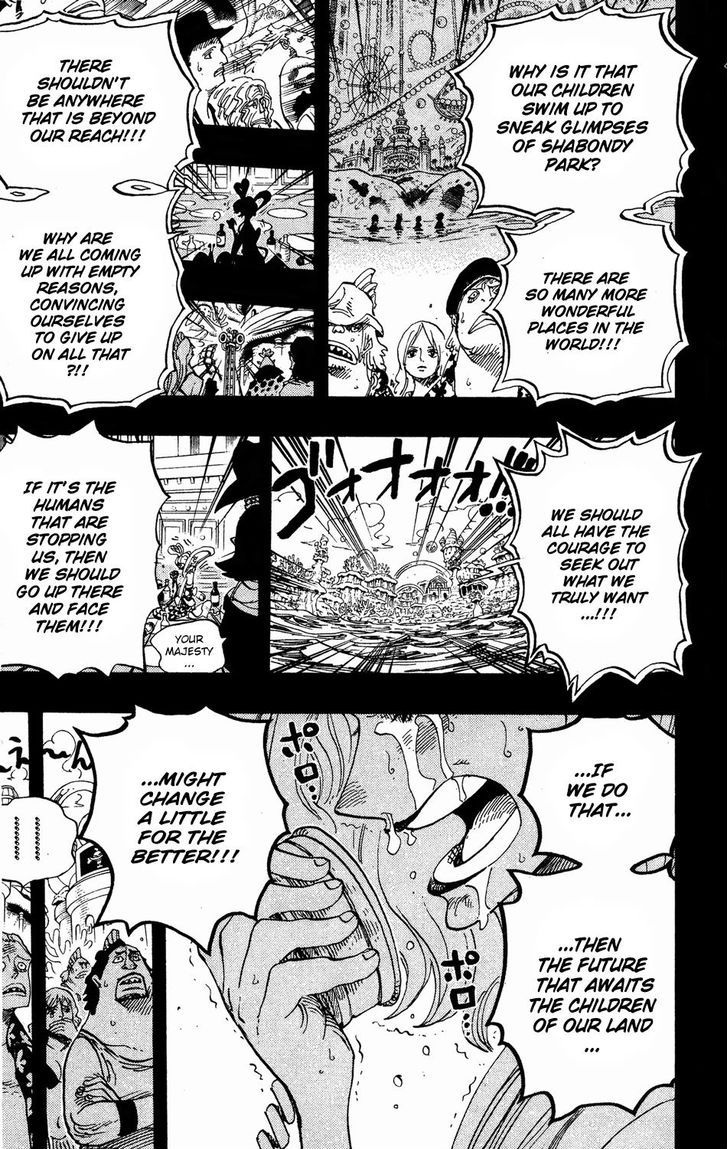 WHY IS IT THAT
OUR CHILDREN
SWIM UP TO
SNEAK GLIMPSES
OF SHABONDY
PARK?
THERE ARE
SO MANY MORE
WONDERFUL
PLACES IN THE
WORLD!!!
THERE
SHOULDN'T
BE ANYWHERE
THAT IS BEYOND
OUR REACH!!!
WHY ARE
WE ALL COMING
UP WITH EMPTY
REASONS,
CONVINCING
OURSELVES
TO GIVE UP
ON ALL THAT
?!!
WE SHOULD
ALL HAVE THE
COURAGE TO
SEEK OUT
WHAT WE
TRULY WANT
...!!!
ゴオオオオオ...!!
IF IT'S THE
HUMANS
THAT ARE
STOPPING
US, THEN
WE SHOULD
GO UP THERE
AND FACE
THEM!!!
YOUR
MAJESTY
...
...IF
WE DO
THAT...
...THEN
THE FUTURE
THAT AWAITS
THE CHILDREN
OF OUR LAND
...
ポロ...
ポロ...
...MIGHT
CHANGE
A LITTLE
FOR THE
BETTER!!!